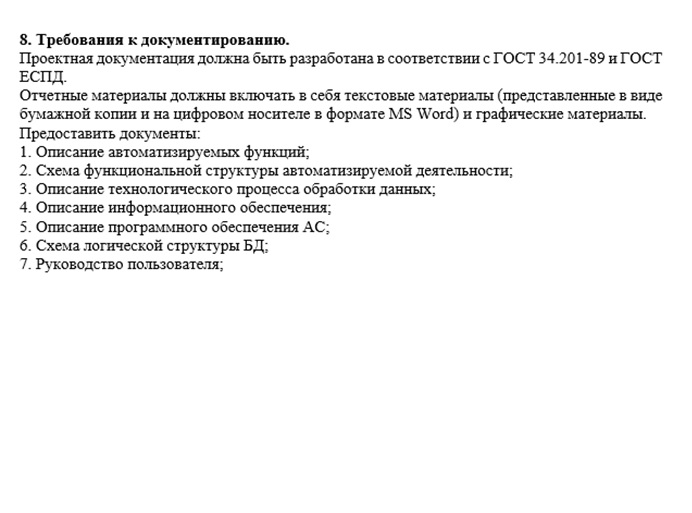 8. Требования к документированию.
Проектная документация должна быть разработана в соответствии с ГОСТ 34.201-89 и ГОСТ
ЕСПД.
Отчетные материалы должны включать в себя текстовые материалы (представленные в виде
бумажной копии и на цифровом носителе в формате MS Word) и графические материалы.
Предоставить документы:
1. Описание автоматизируемых функций;
2. Схема функциональной структуры автоматизируемой деятельности;
3. Описание технологического процесса обработки данных;
4. Описание информационного обеспечения;
5. Описание программного обеспечения АС;
6. Схема логической структуры БД;
7. Руководство пользователя;